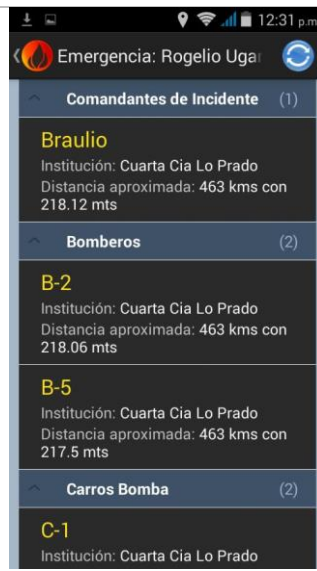 12:31 p.m
Emergencia: Rogelio Ugar
Comandantes de Incidente (1)
Braulio
Institución: Cuarta Cia Lo Prado
Distancia aproximada: 463 kms con
218.12 mts
Bomberos (2)
B-2
Institución: Cuarta Cia Lo Prado
Distancia aproximada: 463 kms con
218.06 mts
B-5
Institución: Cuarta Cia Lo Prado
Distancia aproximada: 463 kms con
217.5 mts
Carros Bomba (2)
C-1
Institución: Cuarta Cia Lo Prado